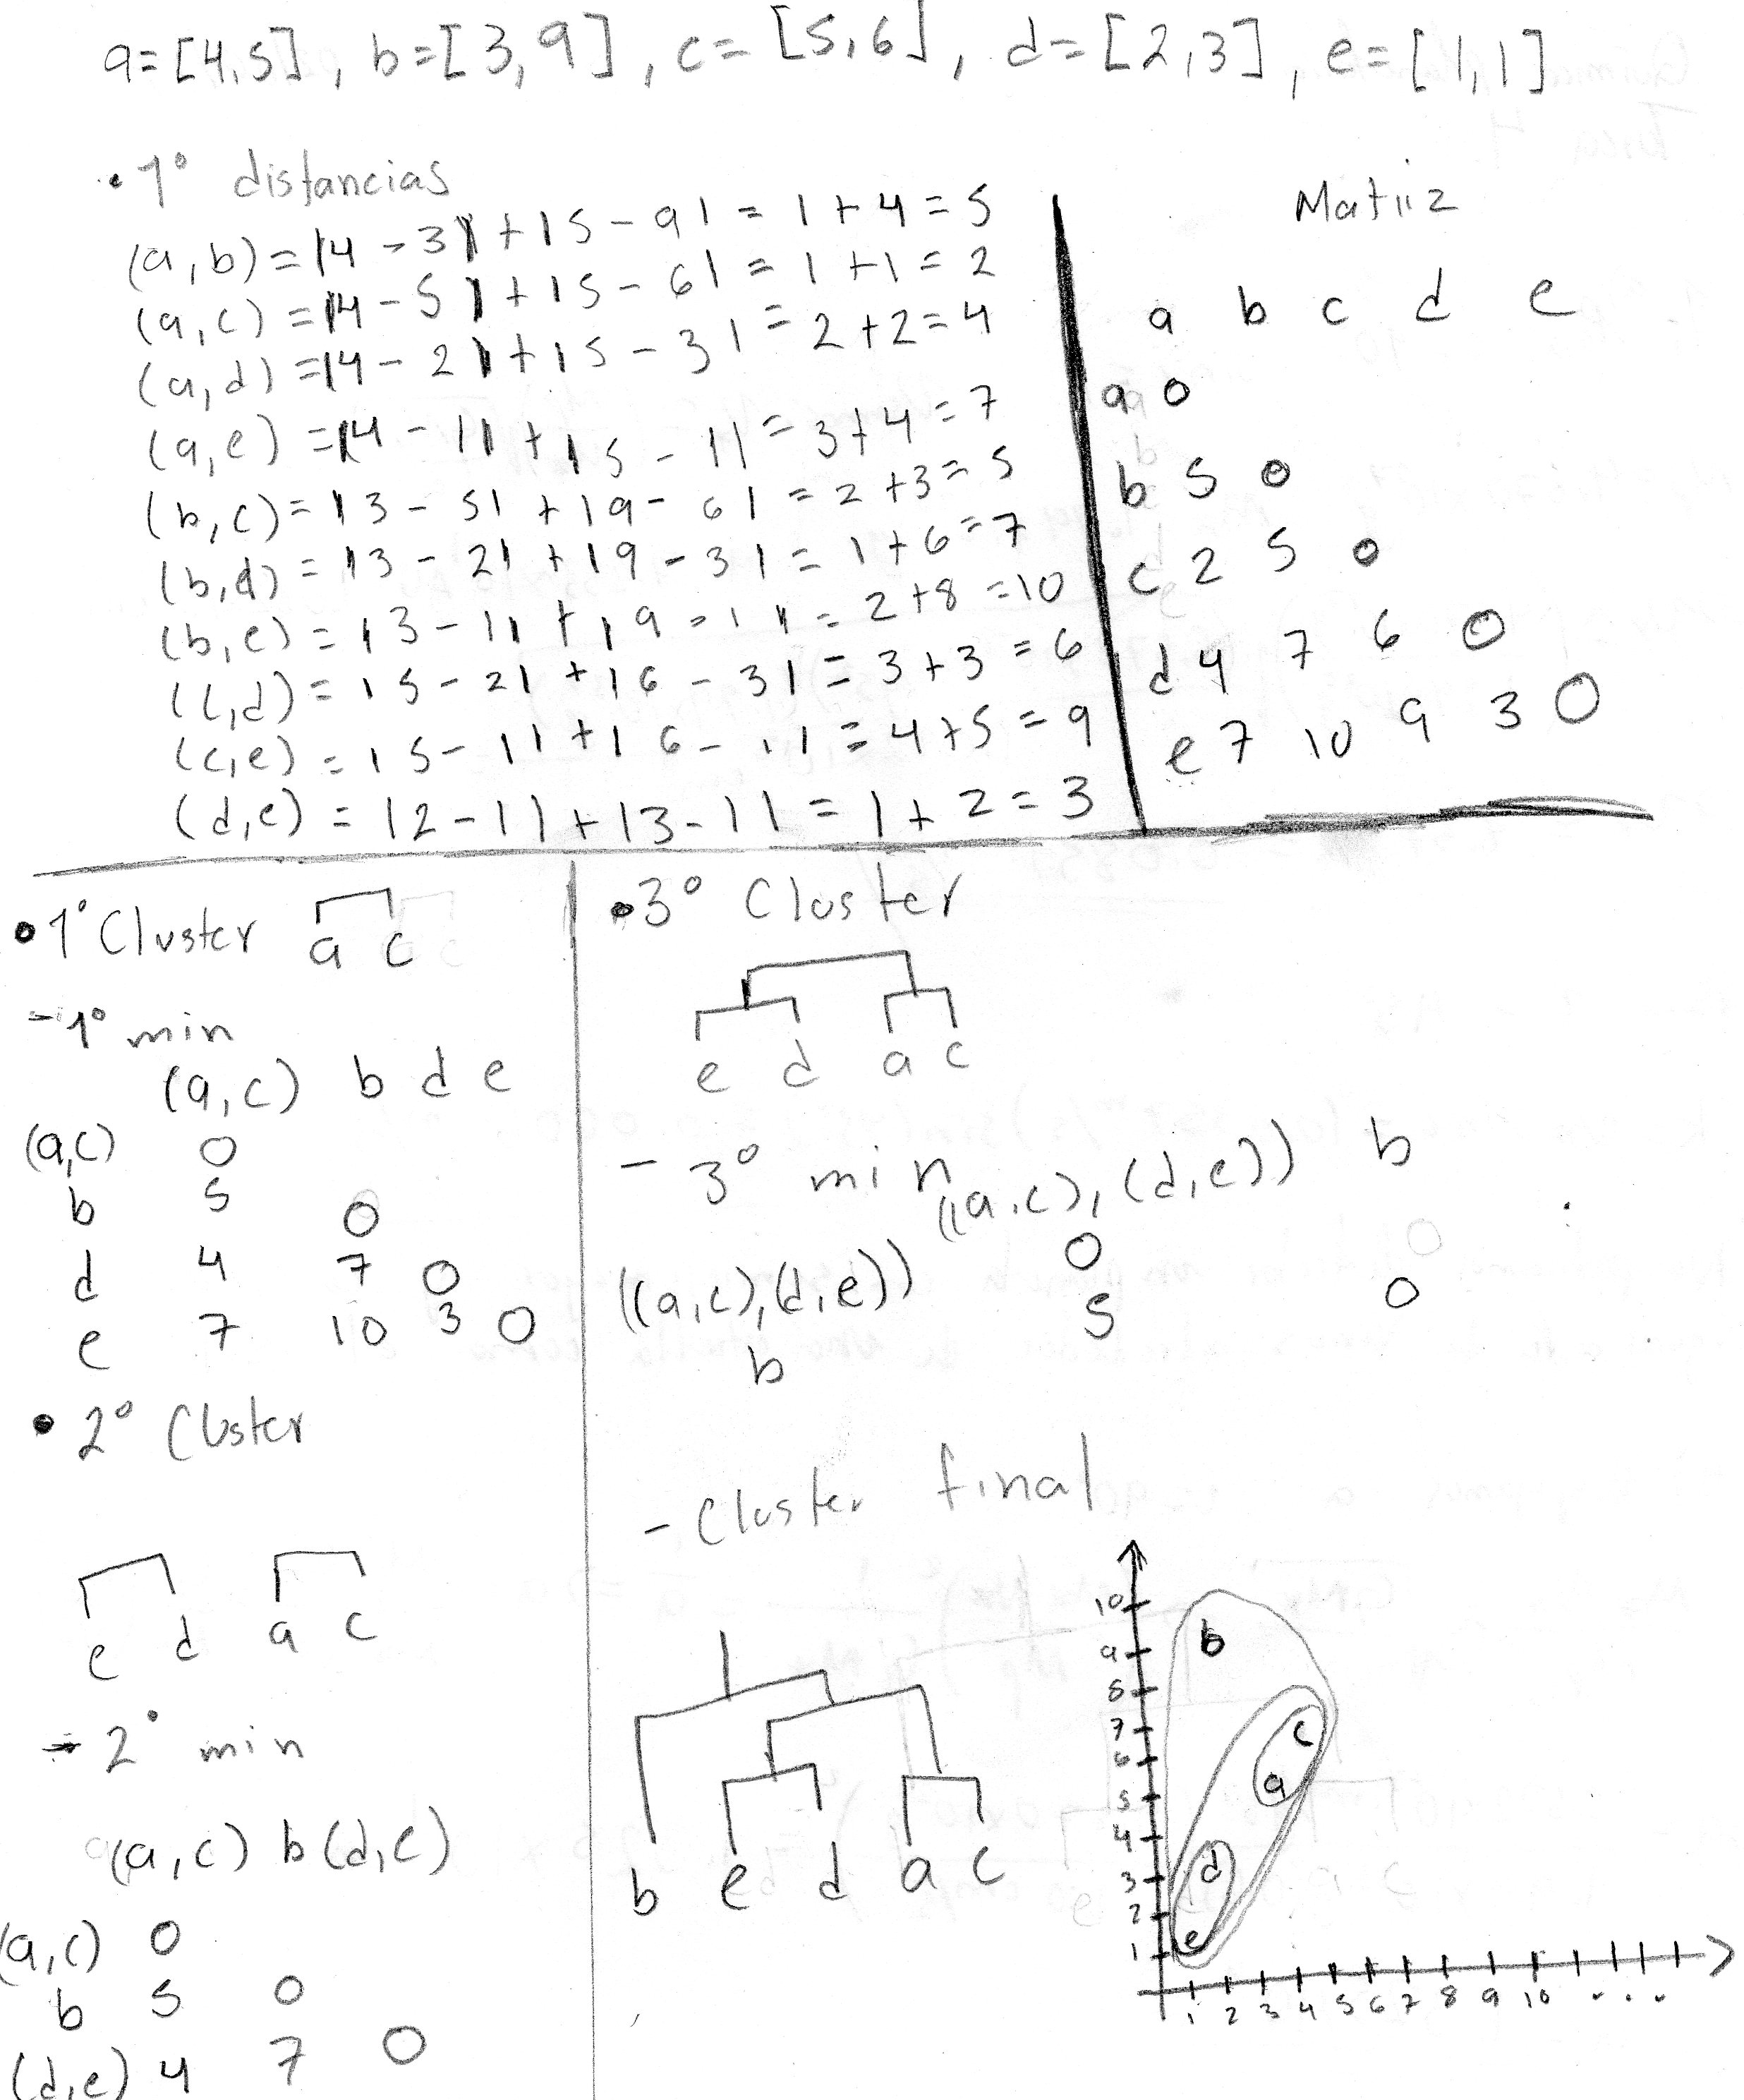 a=[4,5], b=[3,9], c=[5,6], d=[2,3], e=[1,1]
•1° distancias
(a,b)=|4-3|+|5-9|=1+4=5
(a,c)=|4-5|+|5-6|=1+1=2
(a,d)=|4-2|+|5-3|=2+2=4
(a,e)=|4-1|+|5-1|=3+4=7
(b,c)=|3-5|+|9-6|=2+3=5
(b,d)=|3-2|+|9-3|=1+6=7
(b,e)=|3-1|+|9-1|=2+8=10
(c,d)=|5-2|+|6-3|=3+3=6
(c,e)=|5-1|+|6-1|=4+5=9
(d,e)=|2-1|+|3-1|=1+2=3
Matriz
a b c d e
a 0
b 5 0
c 2 5 0
d 4 7 6 0
e 7 10 9 3 0
•1° Cluster a c
-1° min
(a,c) b d e
(a,c) 0
b 5 0
d 4 7 0
e 7 10 3 0
•2° Cluster
e d a c
-2° min
(a,c) b (d,e)
(a,c) 0
b 5 0
(d,e) 4 7 0
•3° Cluster
e d a c
-3° min
((a,c),(d,e)) b
((a,c),(d,e)) 0
b 5 0
-Cluster final
b e d a c
10
9
8
7
6
5
4
3
2
1
b
c
a
d
e
1 2 3 4 5 6 7 8 9 10 ...